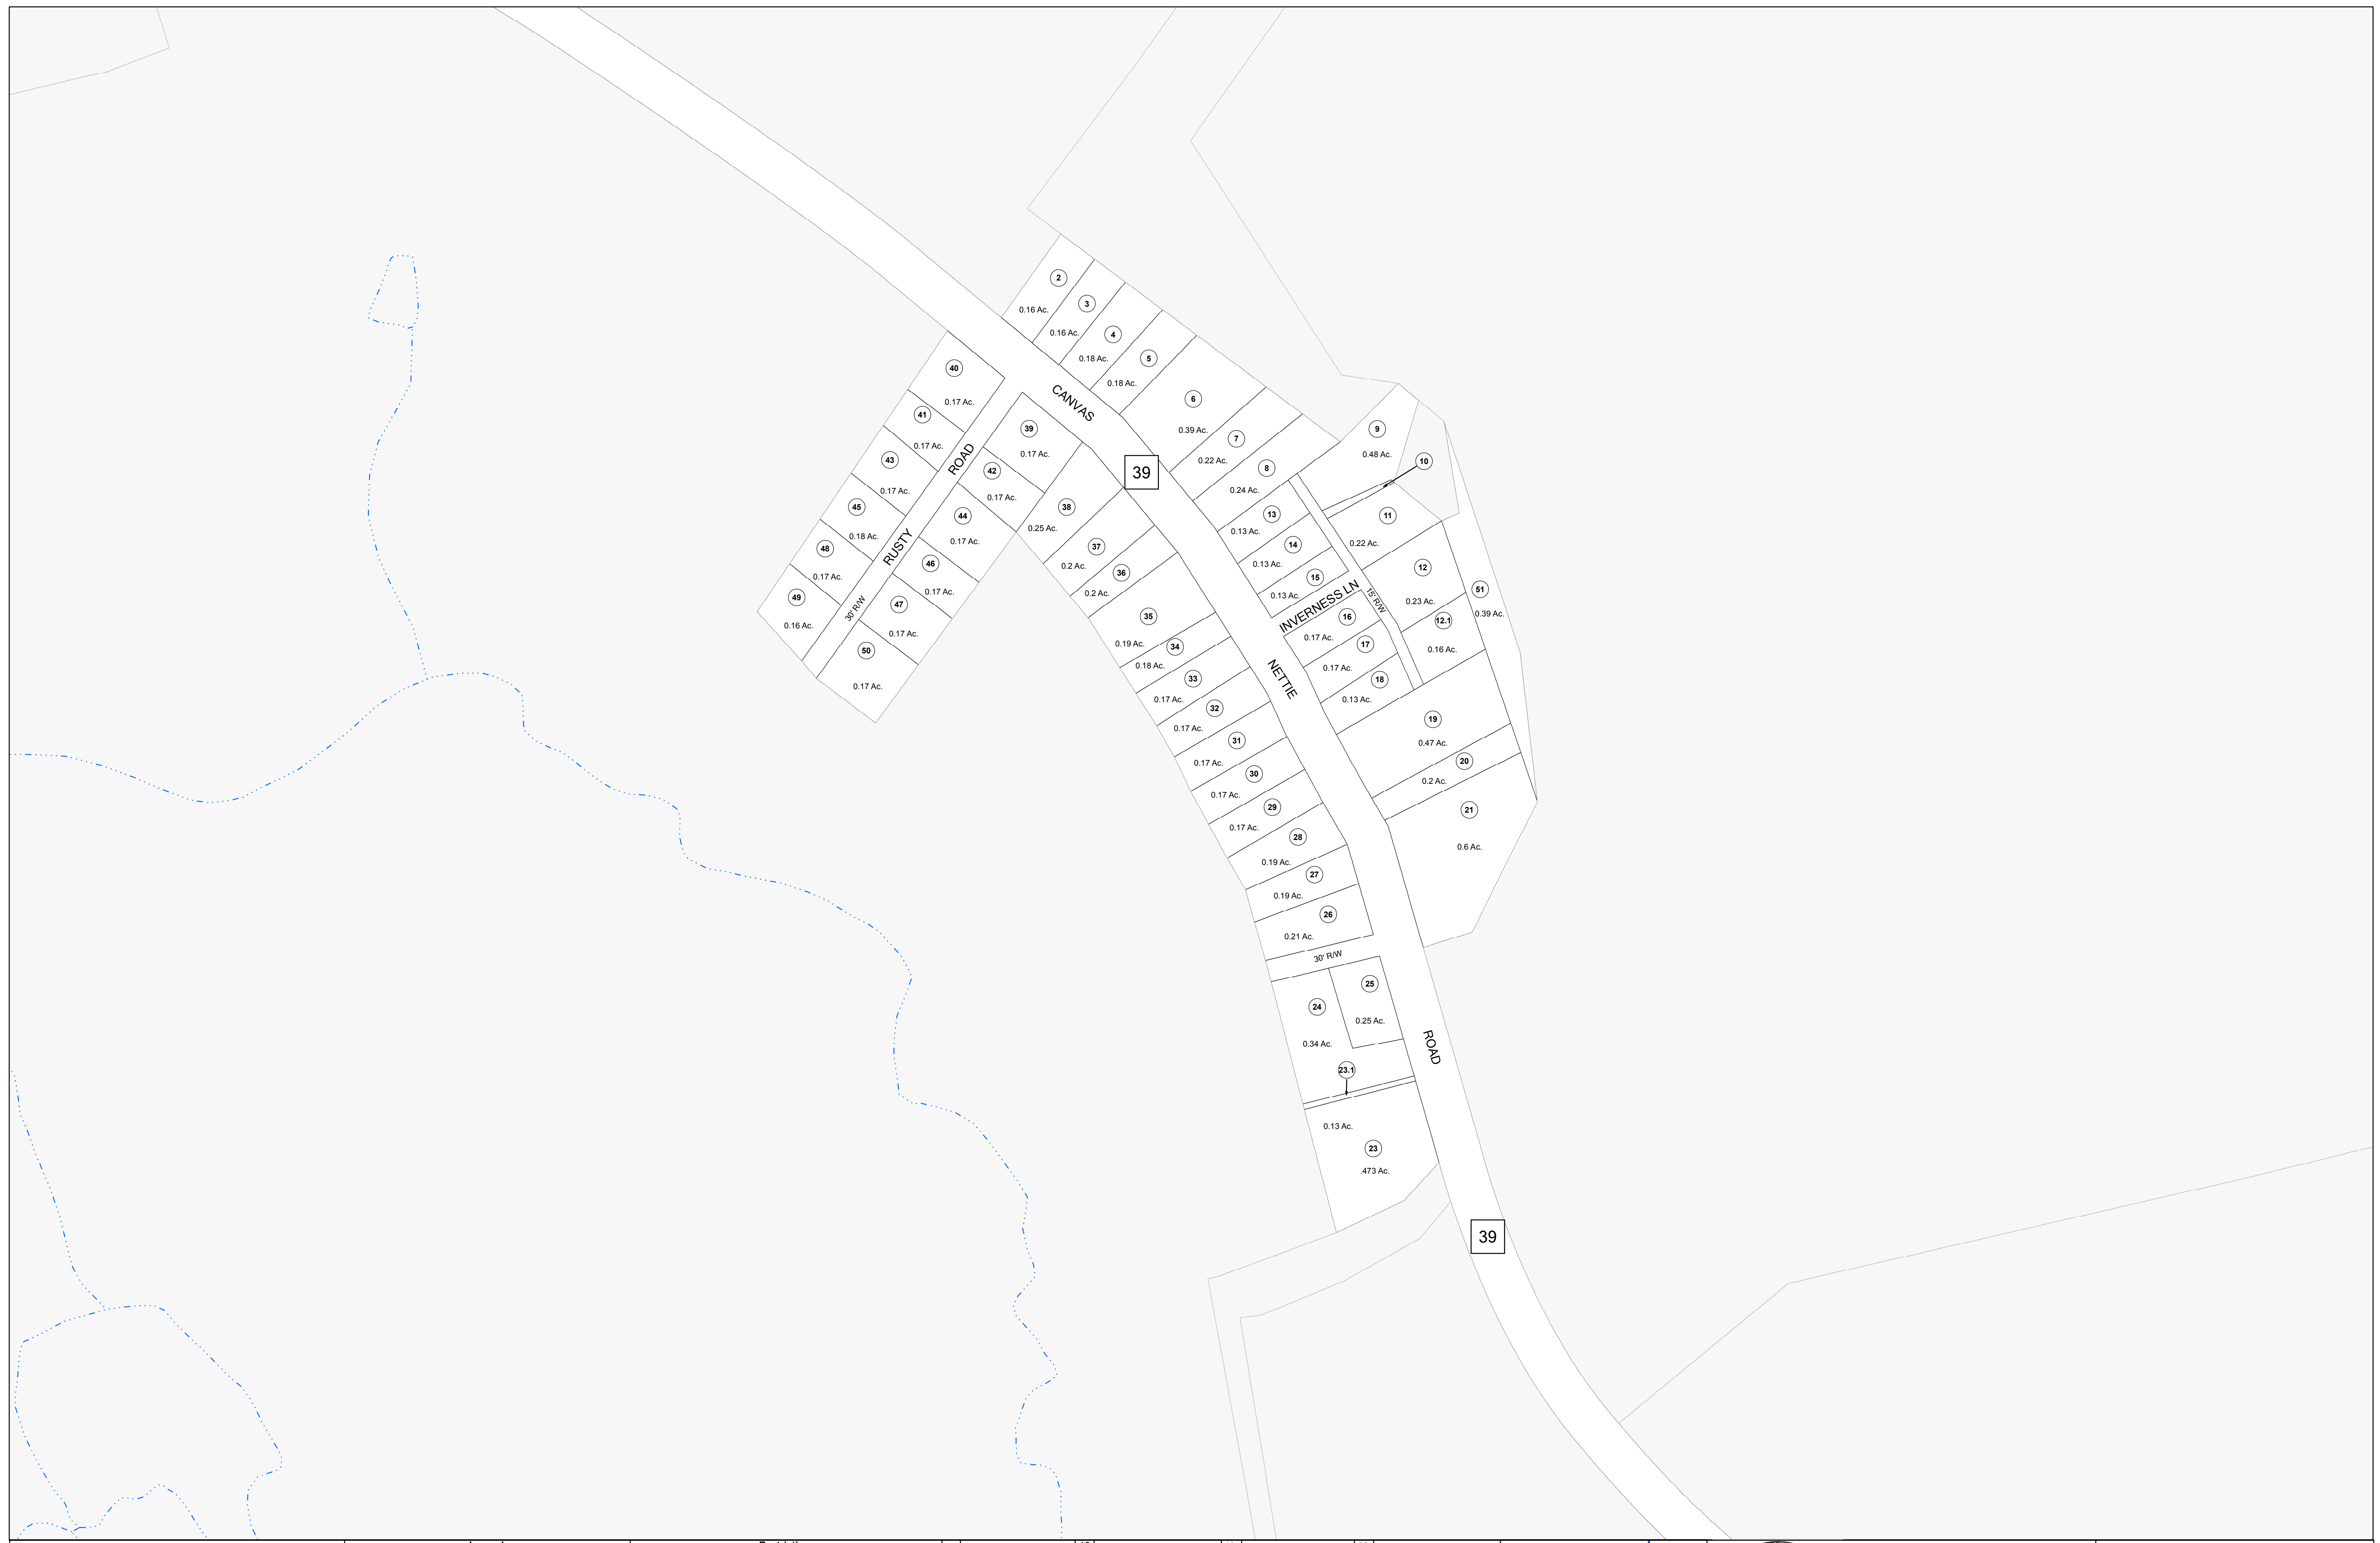 2
0.16 Ac.
3
0.16 Ac.
4
0.18 Ac.
5
0.18 Ac.
6
0.39 Ac.
7
0.22 Ac.
8
0.24 Ac.
9
0.48 Ac.
10
11
0.22 Ac.
12
0.23 Ac.
12.1
0.16 Ac.
51
0.39 Ac.
13
0.13 Ac.
14
0.13 Ac.
15
0.13 Ac.
INVERNESS LN
15' R/W
16
0.17 Ac.
17
0.17 Ac.
18
0.13 Ac.
19
0.47 Ac.
20
0.2 Ac.
21
0.6 Ac.
CANVAS
39
NETTIE
ROAD
39
40
0.17 Ac.
41
0.17 Ac.
43
0.17 Ac.
45
0.18 Ac.
48
0.17 Ac.
49
0.16 Ac.
ROAD
RUSTY
30' R/W
39
0.17 Ac.
42
0.17 Ac.
44
0.17 Ac.
46
0.17 Ac.
47
0.17 Ac.
50
0.17 Ac.
38
0.25 Ac.
37
0.2 Ac.
36
0.2 Ac.
35
0.19 Ac.
34
0.18 Ac.
33
0.17 Ac.
32
0.17 Ac.
31
0.17 Ac.
30
0.17 Ac.
29
0.17 Ac.
28
0.19 Ac.
27
0.19 Ac.
26
0.21 Ac.
30' R/W
25
0.25 Ac.
24
0.34 Ac.
23.1
0.13 Ac.
23
.473 Ac.